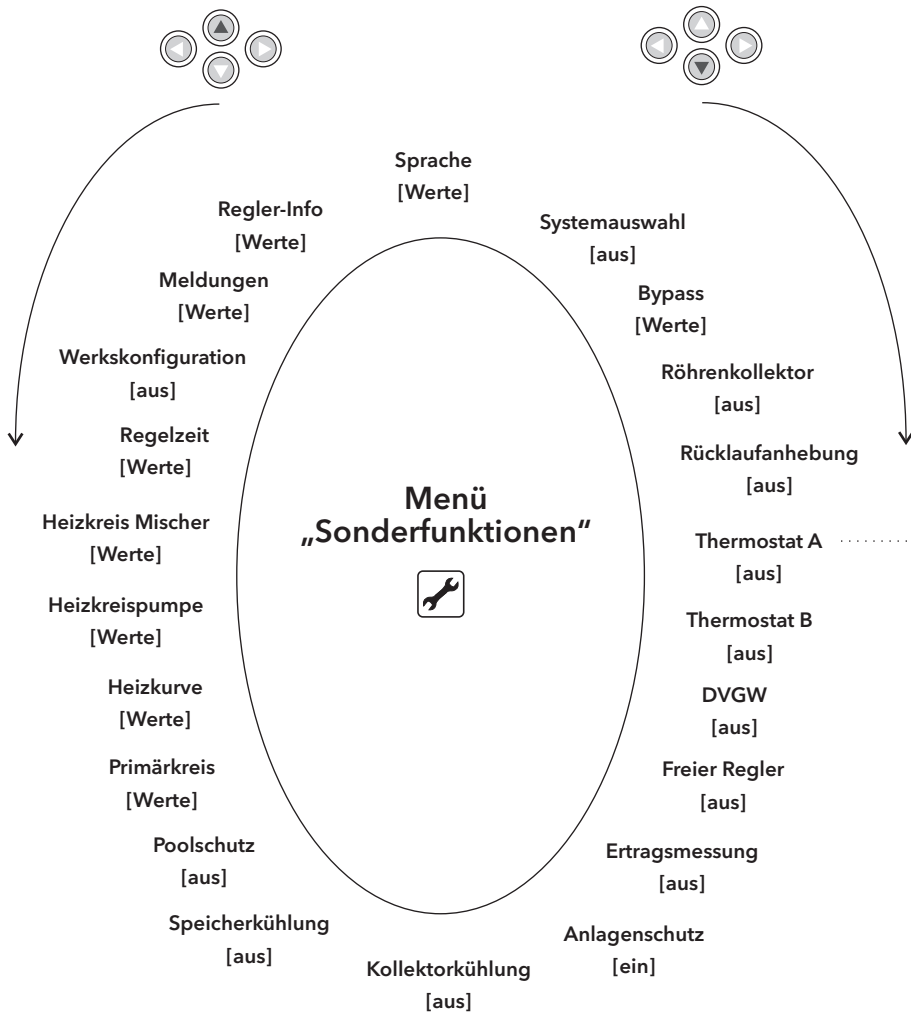 Sprache
[Werte]
Systemauswahl
[aus]
Bypass
[Werte]
Röhrenkollektor
[aus]
Rücklaufanhebung
[aus]
Thermostat A
[aus]
Thermostat B
[aus]
DVGW
[aus]
Freier Regler
[aus]
Ertragsmessung
[aus]
Anlagenschutz
[ein]
Kollektorkühlung
[aus]
Speicherkühlung
[aus]
Poolschutz
[aus]
Primärkreis
[Werte]
Heizkurve
[Werte]
Heizkreispumpe
[Werte]
Heizkreis Mischer
[Werte]
Regelzeit
[Werte]
Werkskonfiguration
[aus]
Meldungen
[Werte]
Regler-Info
[Werte]
Menü
„Sonderfunktionen“